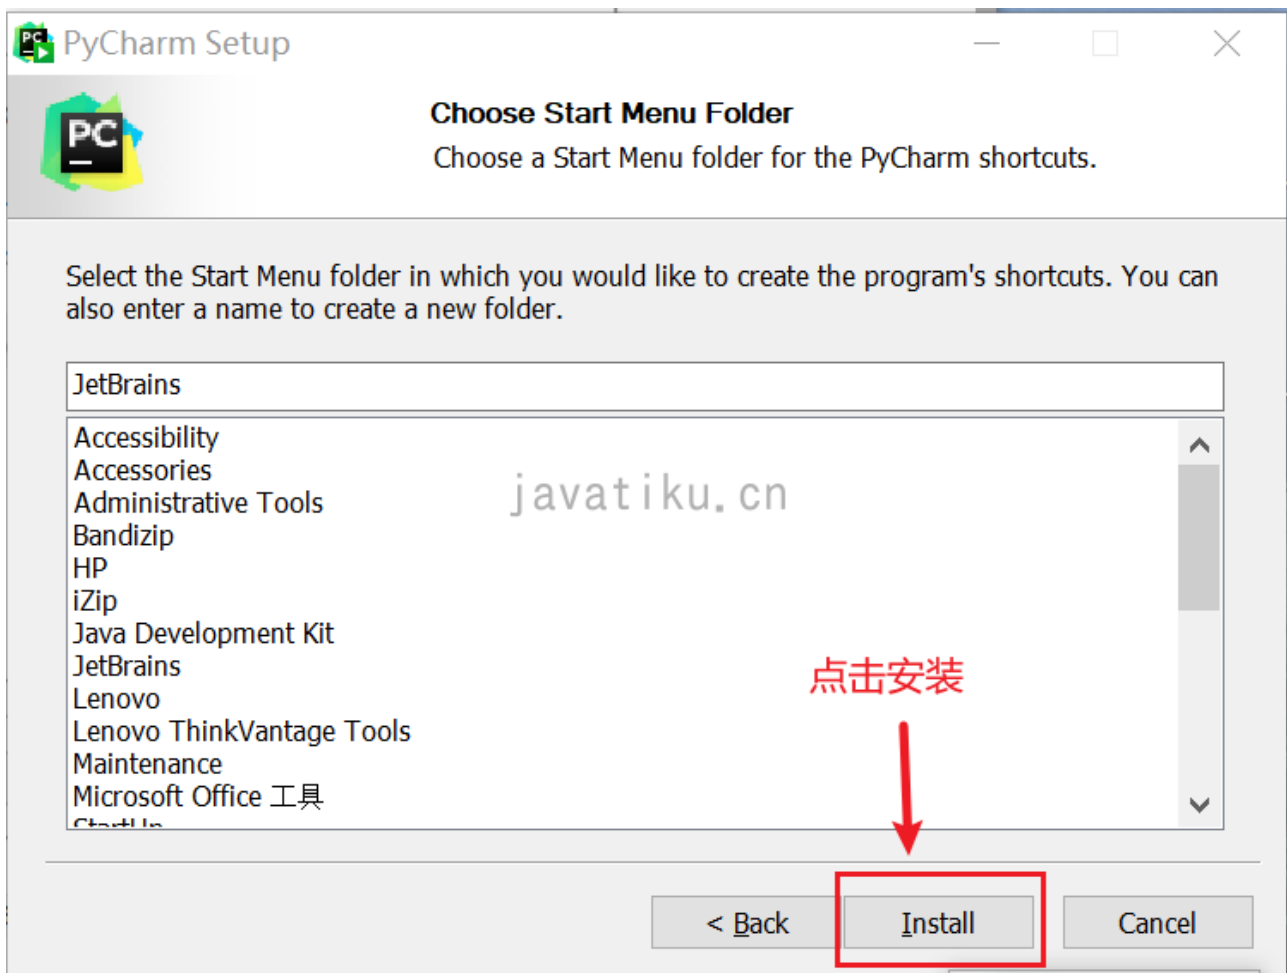 PyCharm Setup
PC
Choose Start Menu Folder
Choose a Start Menu folder for the PyCharm shortcuts.
Select the Start Menu folder in which you would like to create the program's shortcuts. You can
also enter a name to create a new folder.
JetBrains
Accessibility
Accessories
Administrative Tools
Bandizip
HP
iZip
Java Development Kit
JetBrains
Lenovo
Lenovo ThinkVantage Tools
Maintenance
Microsoft Office 工具
StartUp
javatiku.cn
点击安装
< Back
Install
Cancel